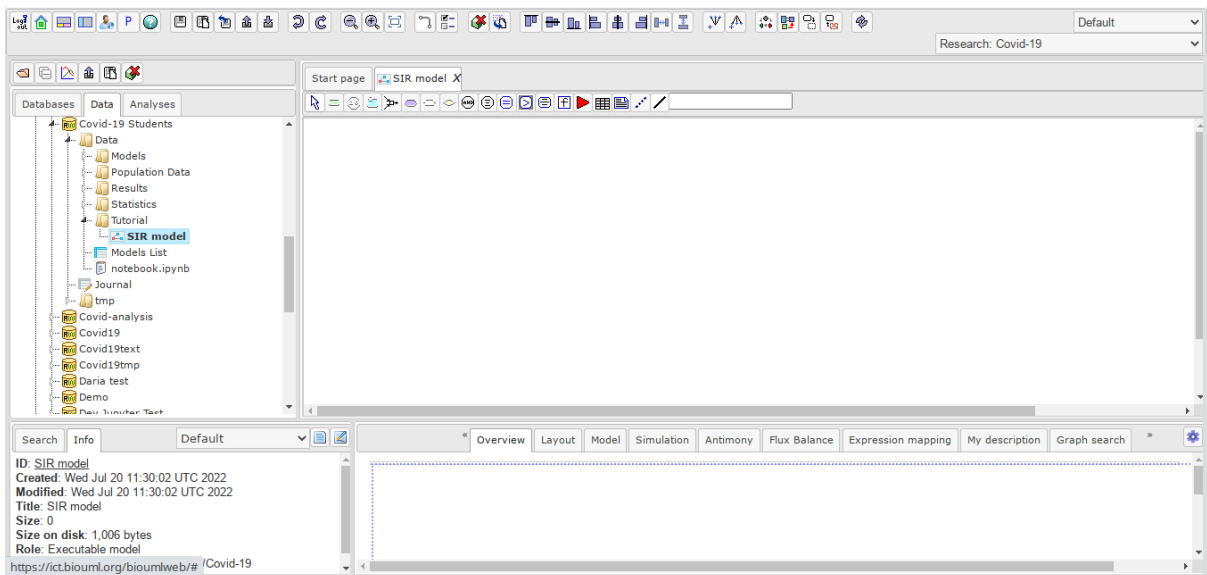 Logout P ?
Default
Research: Covid-19
Start page SIR model X
Databases Data Analyses
Covid-19 Students
Data
Models
Population Data
Results
Statistics
Tutorial
SIR model
Models List
notebook.ipynb
Journal
tmp
Covid-analysis
Covid19
Covid19text
Covid19tmp
Daria test
Demo
Dev Jupyter Test
Search Info Default
« Overview Layout Model Simulation Antimony Flux Balance Expression mapping My description Graph search »
ID: SIR model
Created: Wed Jul 20 11:30:02 UTC 2022
Modified: Wed Jul 20 11:30:02 UTC 2022
Title: SIR model
Size: 0
Size on disk: 1,006 bytes
Role: Executable model
https://ict.biouml.org/bioumlweb/# /Covid-19